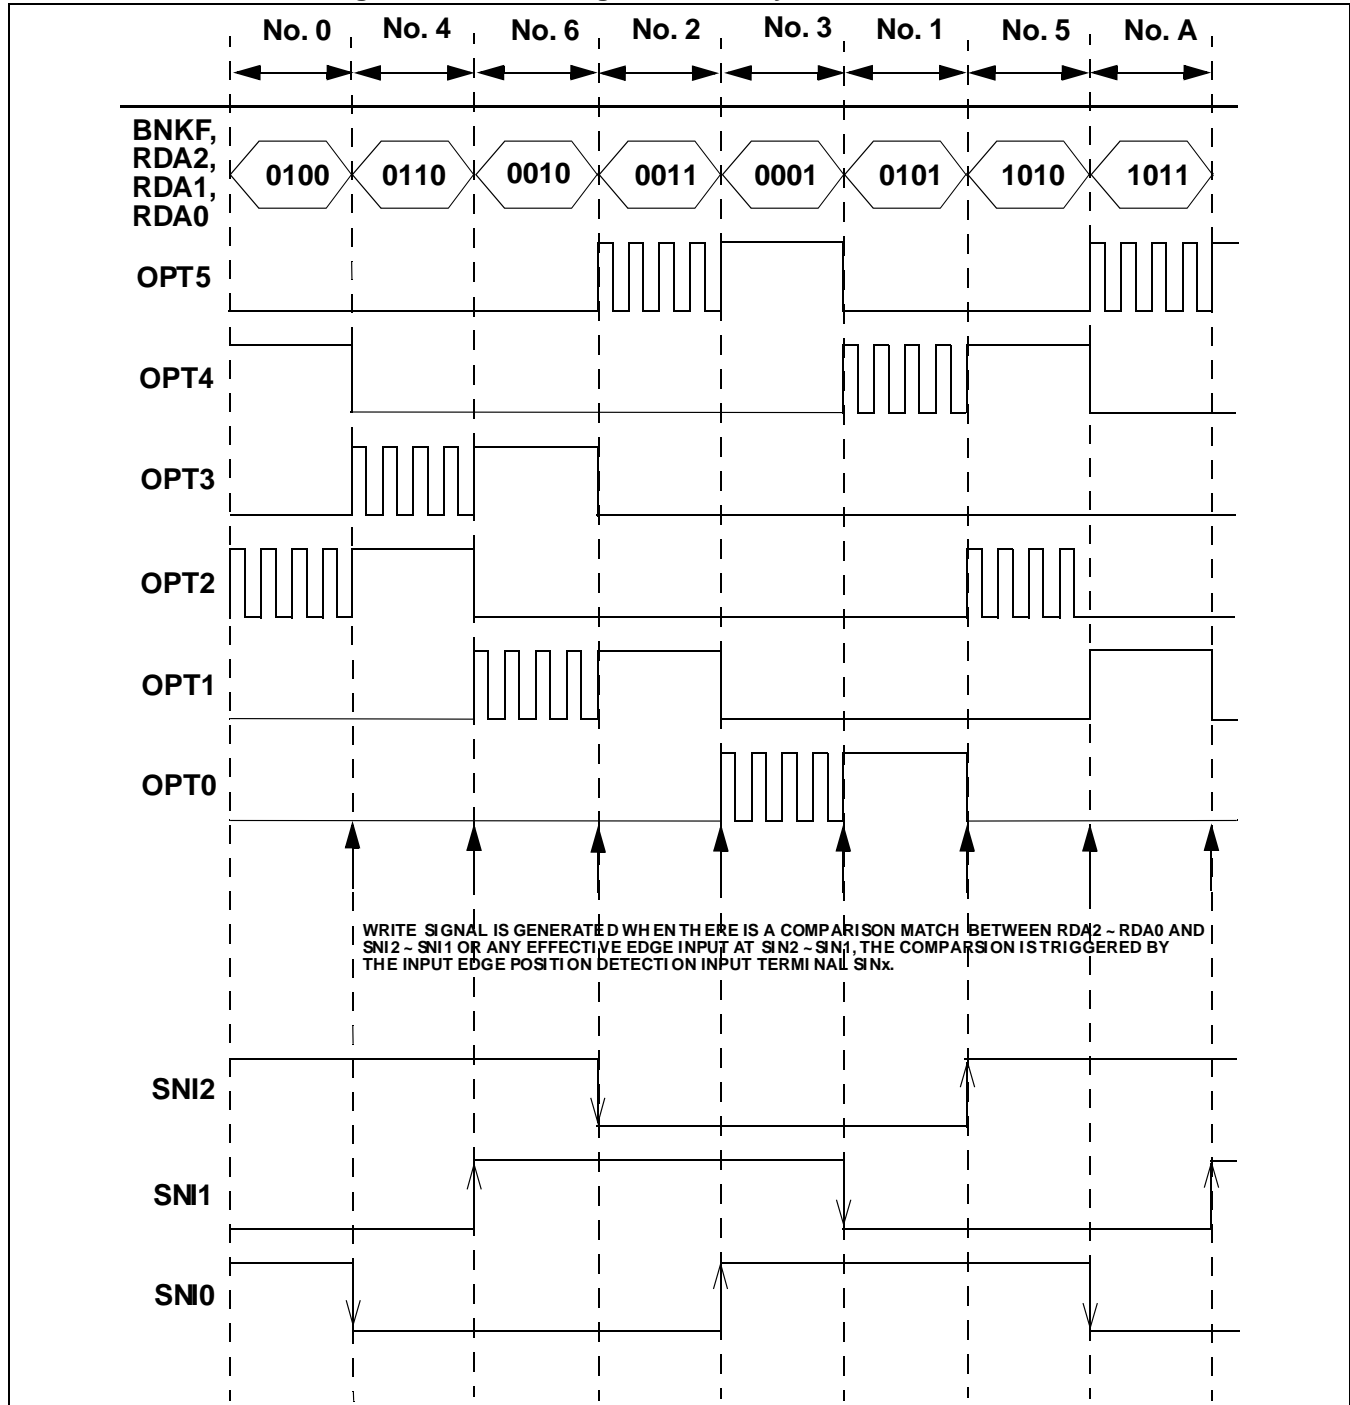 No. 0 No. 4 No. 6 No. 2 No. 3 No. 1 No. 5 No. A
BNKF,
RDA2,
RDA1,
RDA0
0100 0110 0010 0011 0001 0101 1010 1011
OPT5
OPT4
OPT3
OPT2
OPT1
OPT0
WRITE SIGNAL IS GENERATED WHEN THERE IS A COMPARISON MATCH BETWEEN RDA2 ~ RDA0 AND
SNI2 ~ SNI1 OR ANY EFFECTIVE EDGE INPUT AT SIN2 ~ SIN1, THE COMPARSION IS TRIGGERED BY
THE INPUT EDGE POSITION DETECTION INPUT TERMINAL SINx.
SNI2
SNI1
SNI0